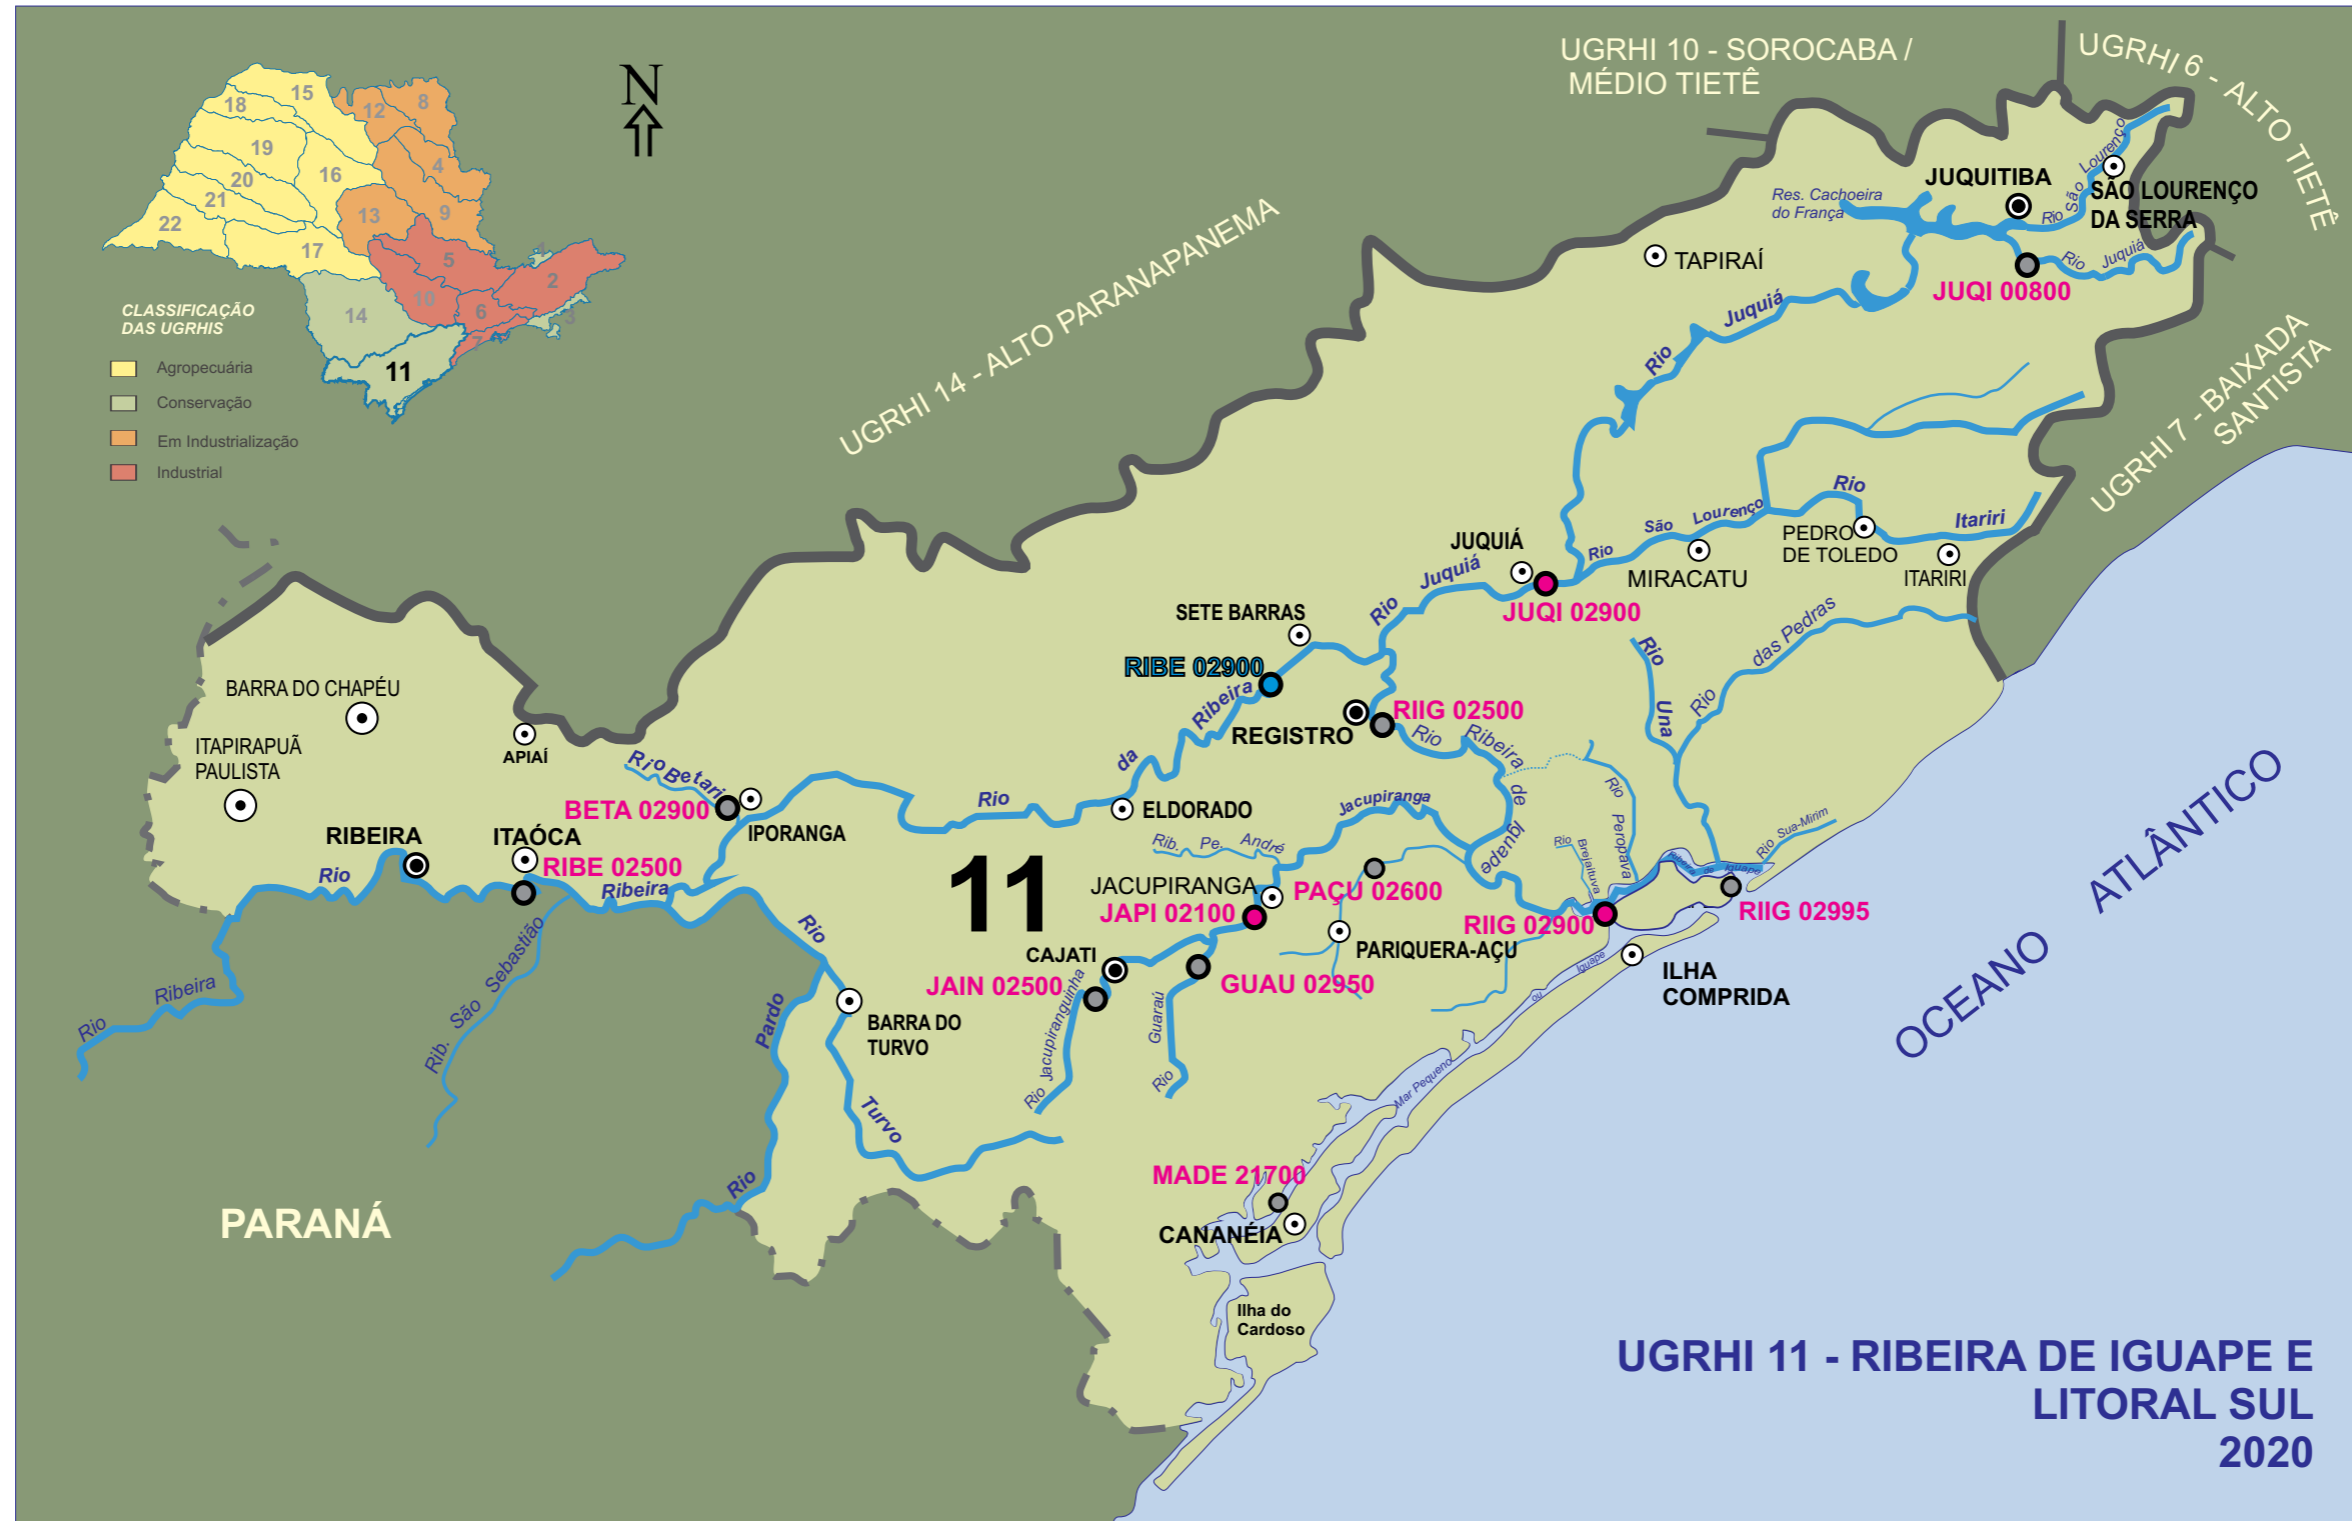 UGRHI 10 - SOROCABA /
MÉDIO TIETÊ
UGRHI 6 - ALTO TIETÊ
N
15
18
12
8
19
4
16
20
21
13
9
22
17
5
1
2
10
14
6
3
7
11
CLASSIFICAÇÃO
DAS UGRHIS
Agropecuária
Conservação
Em Industrialização
Industrial
UGRHI 14 - ALTO PARANAPANEMA
UGRHI 7 - BAIXADA
SANTISTA
Res. Cachoeira
do França
JUQUITIBA
Rio São Lourenço
SÃO LOURENÇO
DA SERRA
TAPIRAÍ
Rio Juquiá
JUQI 00800
Rio Juquiá
JUQUIÁ
Rio São Lourenço
MIRACATU
Rio Itariri
PEDRO
DE TOLEDO
ITARIRI
Rio Juquiá
JUQI 02900
SETE BARRAS
RIBE 02900
REGISTRO
RIIG 02500
Rio Una
Rio das Pedras
BARRA DO CHAPÉU
ITAPIRAPUÃ
PAULISTA
APIAÍ
Rio Betari
BETA 02900
IPORANGA
Rio da Ribeira
ELDORADO
Rio Ribeira de Iguape
Jacupiranga
Rib. Pe. André
Rio Peropava
Rio Brejaituva
Ribeira de Iguape
Rio Sua-Mirim
RIBEIRA
ITAÓCA
RIBE 02500
Rio Ribeira
11
JACUPIRANGA
JAPI 02100
PAÇU 02600
RIIG 02900
RIIG 02995
PARIQUERA-AÇU
CAJATI
JAIN 02500
GUAU 02950
ILHA
COMPRIDA
Rio Ribeira
Rib. São Sebastião
Rio Turvo
Rio Pardo
BARRA DO
TURVO
Rio Jacupiranguinha
Rio Guaraú
Mar Pequeno ou Iguape
OCEANO ATLÂNTICO
MADE 21700
CANANÉIA
PARANÁ
Ilha do
Cardoso
UGRHI 11 - RIBEIRA DE IGUAPE E
LITORAL SUL
2020